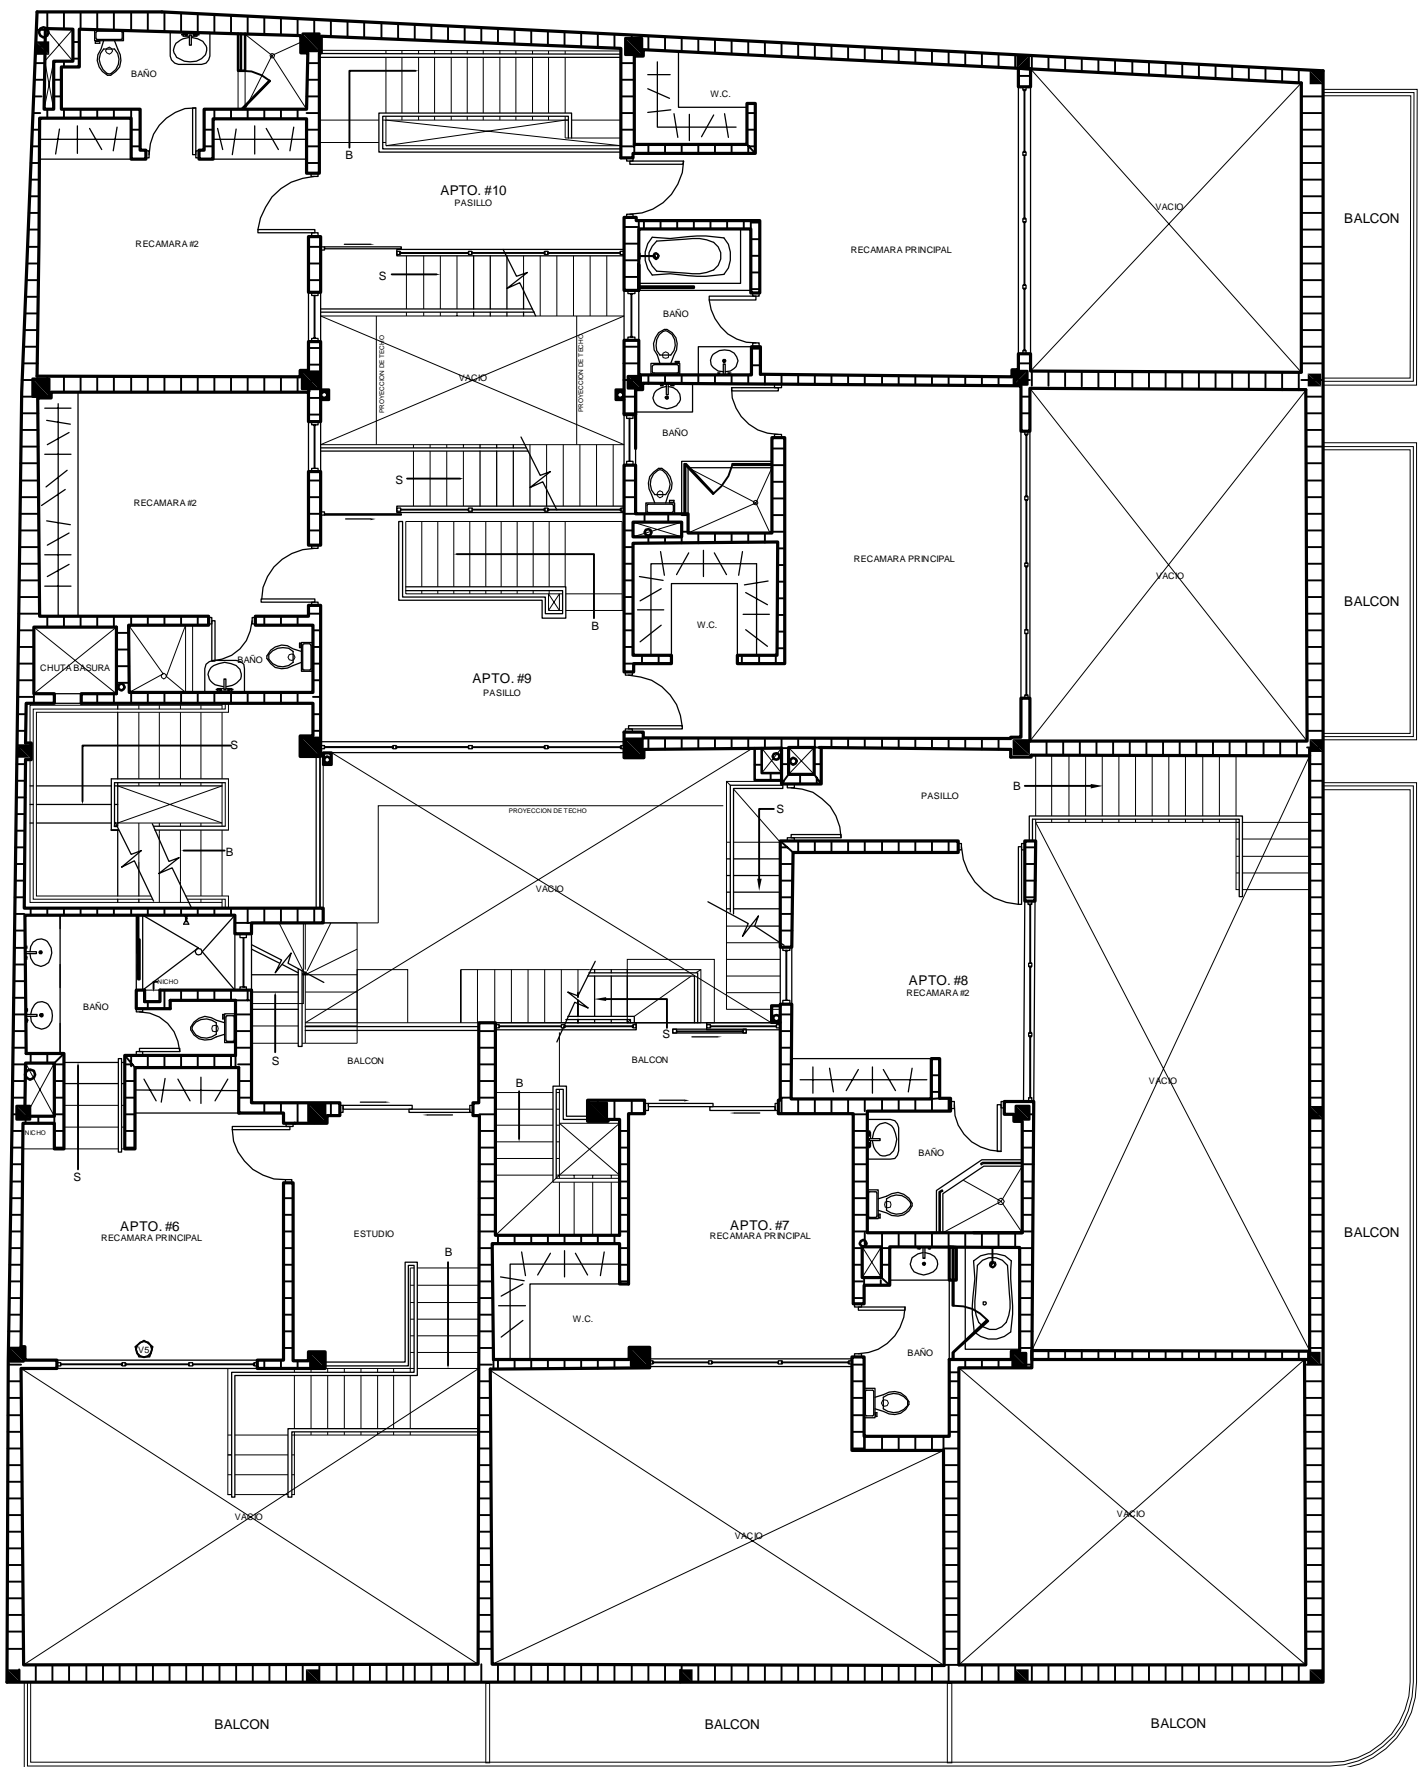 BAÑO
W.C.
B
APTO. #10
PASILLO
VACIO
BALCON
RECAMARA #2
RECAMARA PRINCIPAL
S
BAÑO
PROYECCION DE TECHO
VACIO
PROYECCION DE TECHO
BAÑO
S
RECAMARA #2
RECAMARA PRINCIPAL
VACIO
BALCON
B
W.C.
BAÑO
CHUTA BASURA
APTO. #9
PASILLO
S
B
PROYECCION DE TECHO
S
PASILLO
B
VACIO
NICHO
BAÑO
APTO. #8
RECAMARA #2
S
S
BALCON
BALCON
B
VACIO
NICHO
S
BAÑO
APTO. #6
RECAMARA PRINCIPAL
ESTUDIO
B
APTO. #7
RECAMARA PRINCIPAL
BALCON
W.C.
V5
BAÑO
VACIO
VACIO
VACIO
BALCON
BALCON
BALCON